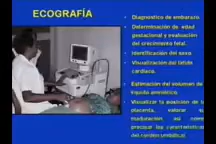 ECOGRAFÍA
Diagnóstico de embarazo.
Determinación de edad
gestacional y evaluación
del crecimiento fetal.
Identificación del sexo
Visualización del latido
cardíaco.
Estimación del volumen de
líquido amniótico.
Visualizar la posición de la
placenta, valorar su
maduración, así como
precisar las características
del cordón umbilical.